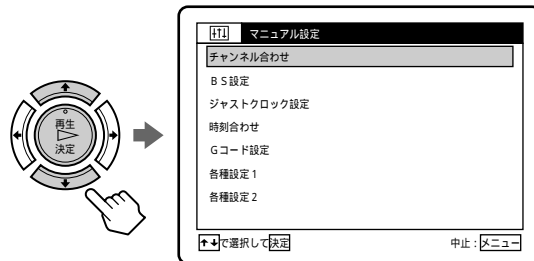 再生
決定
マニュアル設定
チャンネル合わせ
BS設定
ジャストクロック設定
時刻合わせ
Gコード設定
各種設定1
各種設定2
↑↓で選択して決定
中止:メニュー